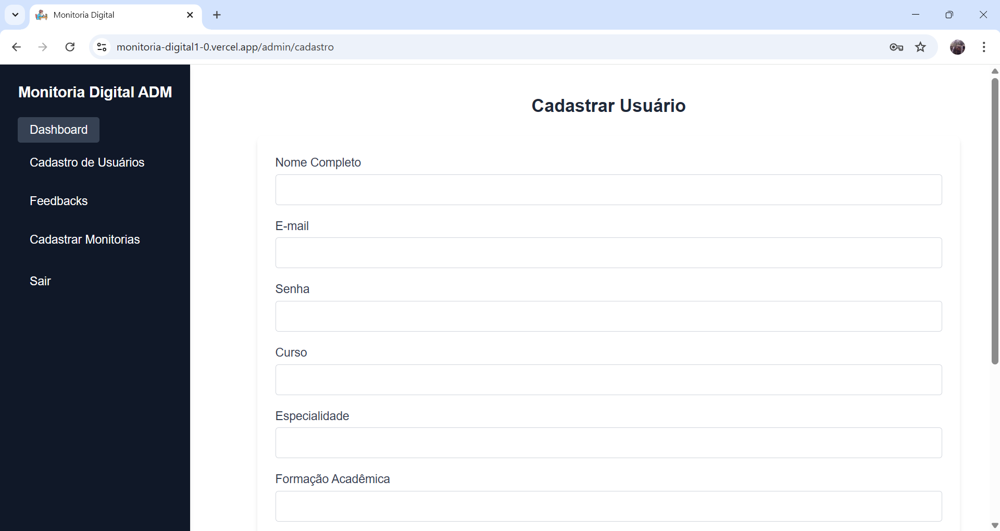 Monitoria Digital
monitoria-digital1-0.vercel.app/admin/cadastro
Monitoria Digital ADM
Dashboard
Cadastro de Usuários
Feedbacks
Cadastrar Monitorias
Sair
Cadastrar Usuário
Nome Completo
E-mail
Senha
Curso
Especialidade
Formação Acadêmica